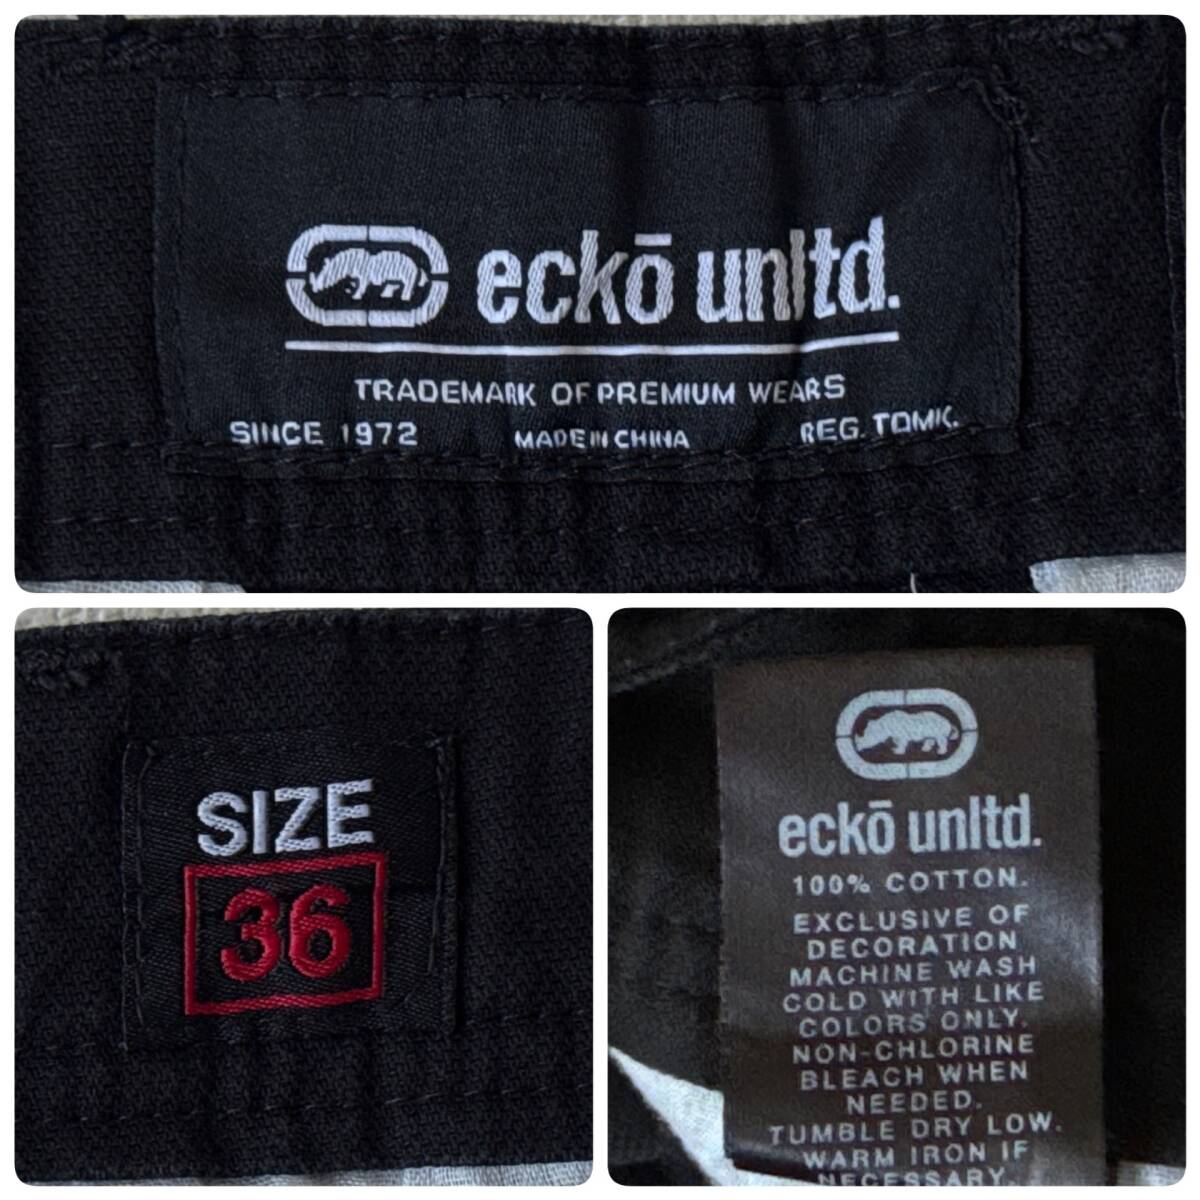 eckō unltd.
TRADEMARK OF PREMIUM WEARS
SINCE 1972 MADE IN CHINA REG. TDMK.
SIZE
36
eckō unltd.
100% COTTON.
EXCLUSIVE OF
DECORATION
MACHINE WASH
COLD WITH LIKE
COLORS ONLY.
NON-CHLORINE
BLEACH WHEN
NEEDED.
TUMBLE DRY LOW.
WARM IRON IF
NECESSARY.